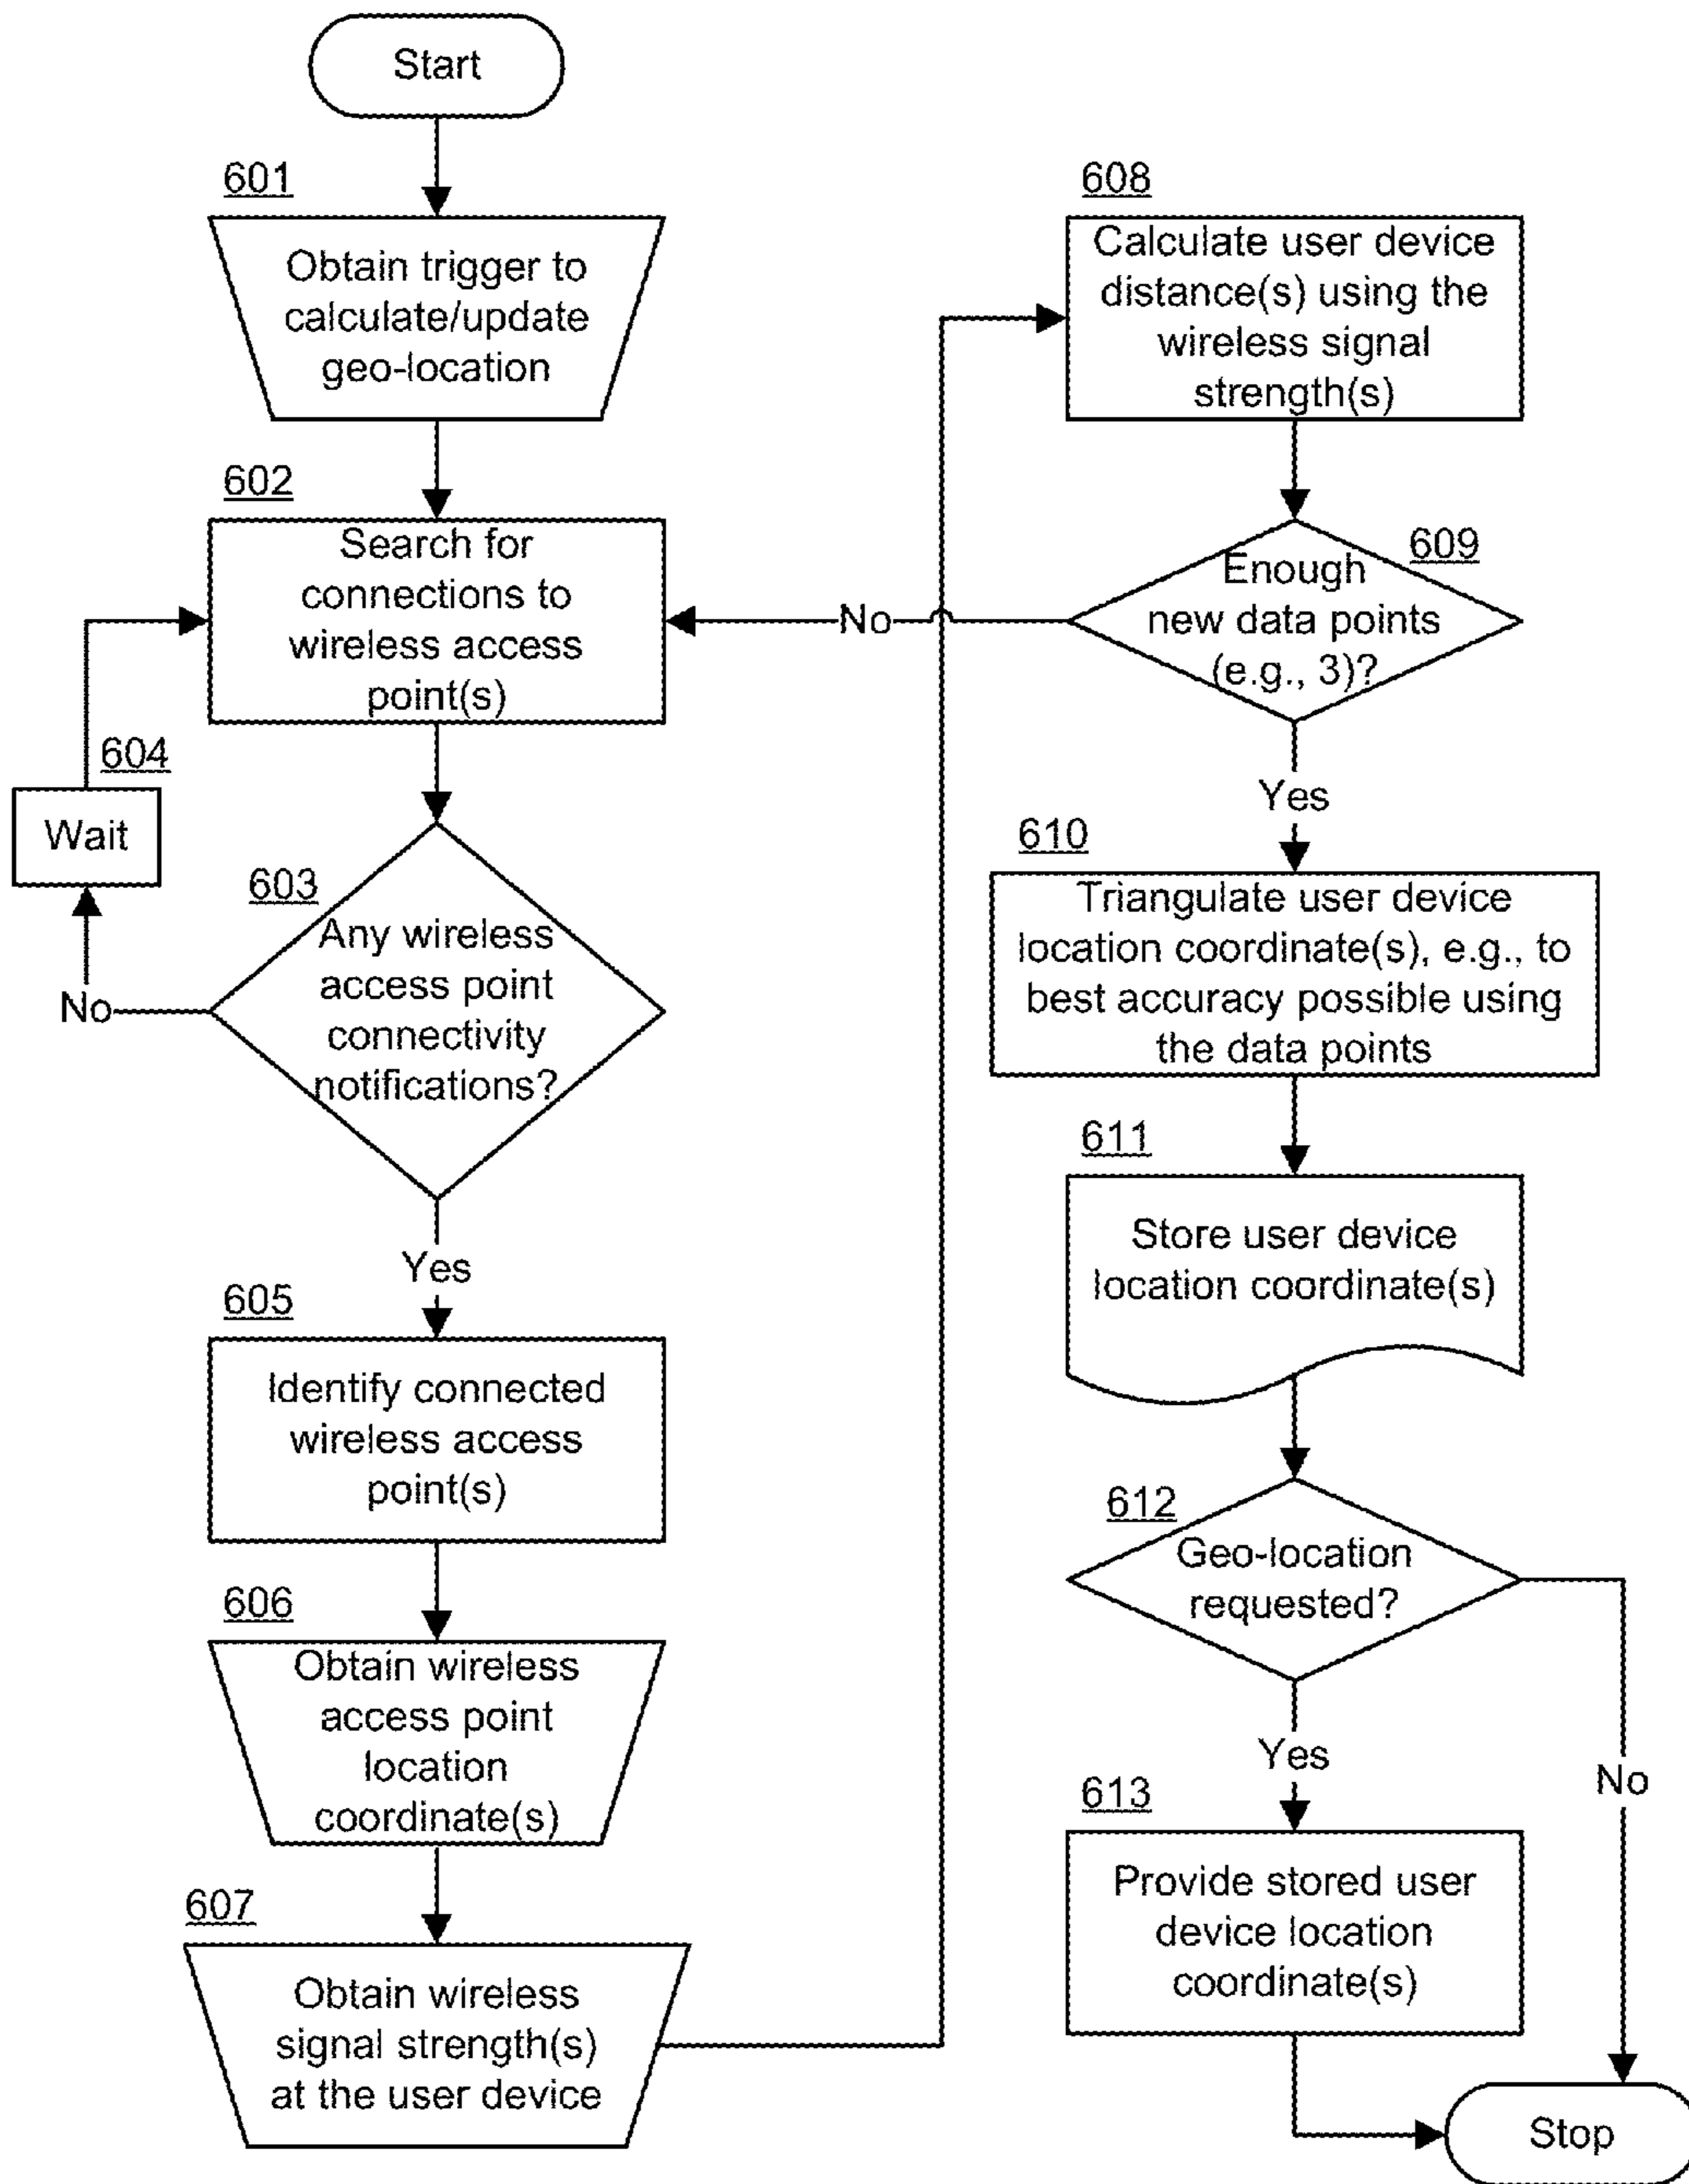 Start
601
Obtain trigger to
calculate/update
geo-location
602
Search for
connections to
wireless access
point(s)
604
Wait
603
Any wireless
access point
connectivity
notifications?
No
Yes
605
Identify connected
wireless access
point(s)
606
Obtain wireless
access point
location
coordinate(s)
607
Obtain wireless
signal strength(s)
at the user device
608
Calculate user device
distance(s) using the
wireless signal
strength(s)
609
Enough
new data points
(e.g., 3)?
No
Yes
610
Triangulate user device
location coordinate(s), e.g., to
best accuracy possible using
the data points
611
Store user device
location coordinate(s)
612
Geo-location
requested?
Yes
No
613
Provide stored user
device location
coordinate(s)
Stop